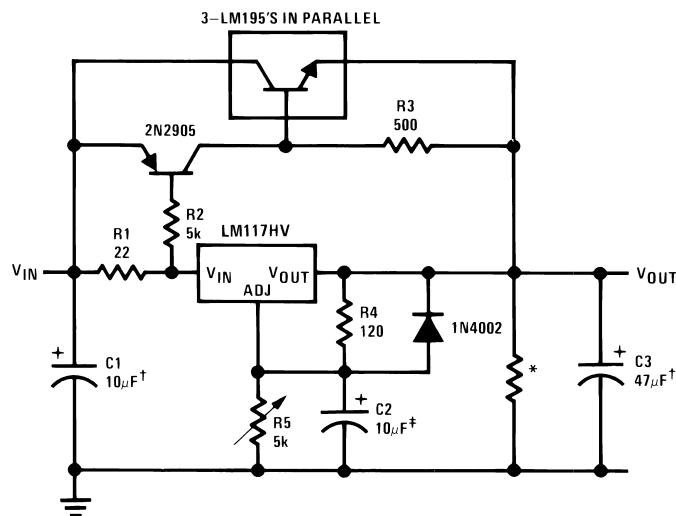 3–LM195'S IN PARALLEL
2N2905
R3
500
R2
5k
R1
22
LM117HV
VIN
VIN
VOUT
ADJ
VOUT
R4
120
1N4002
+
C1
10μF†
R5
5k
+
C2
10μF‡
*
+
C3
47μF†